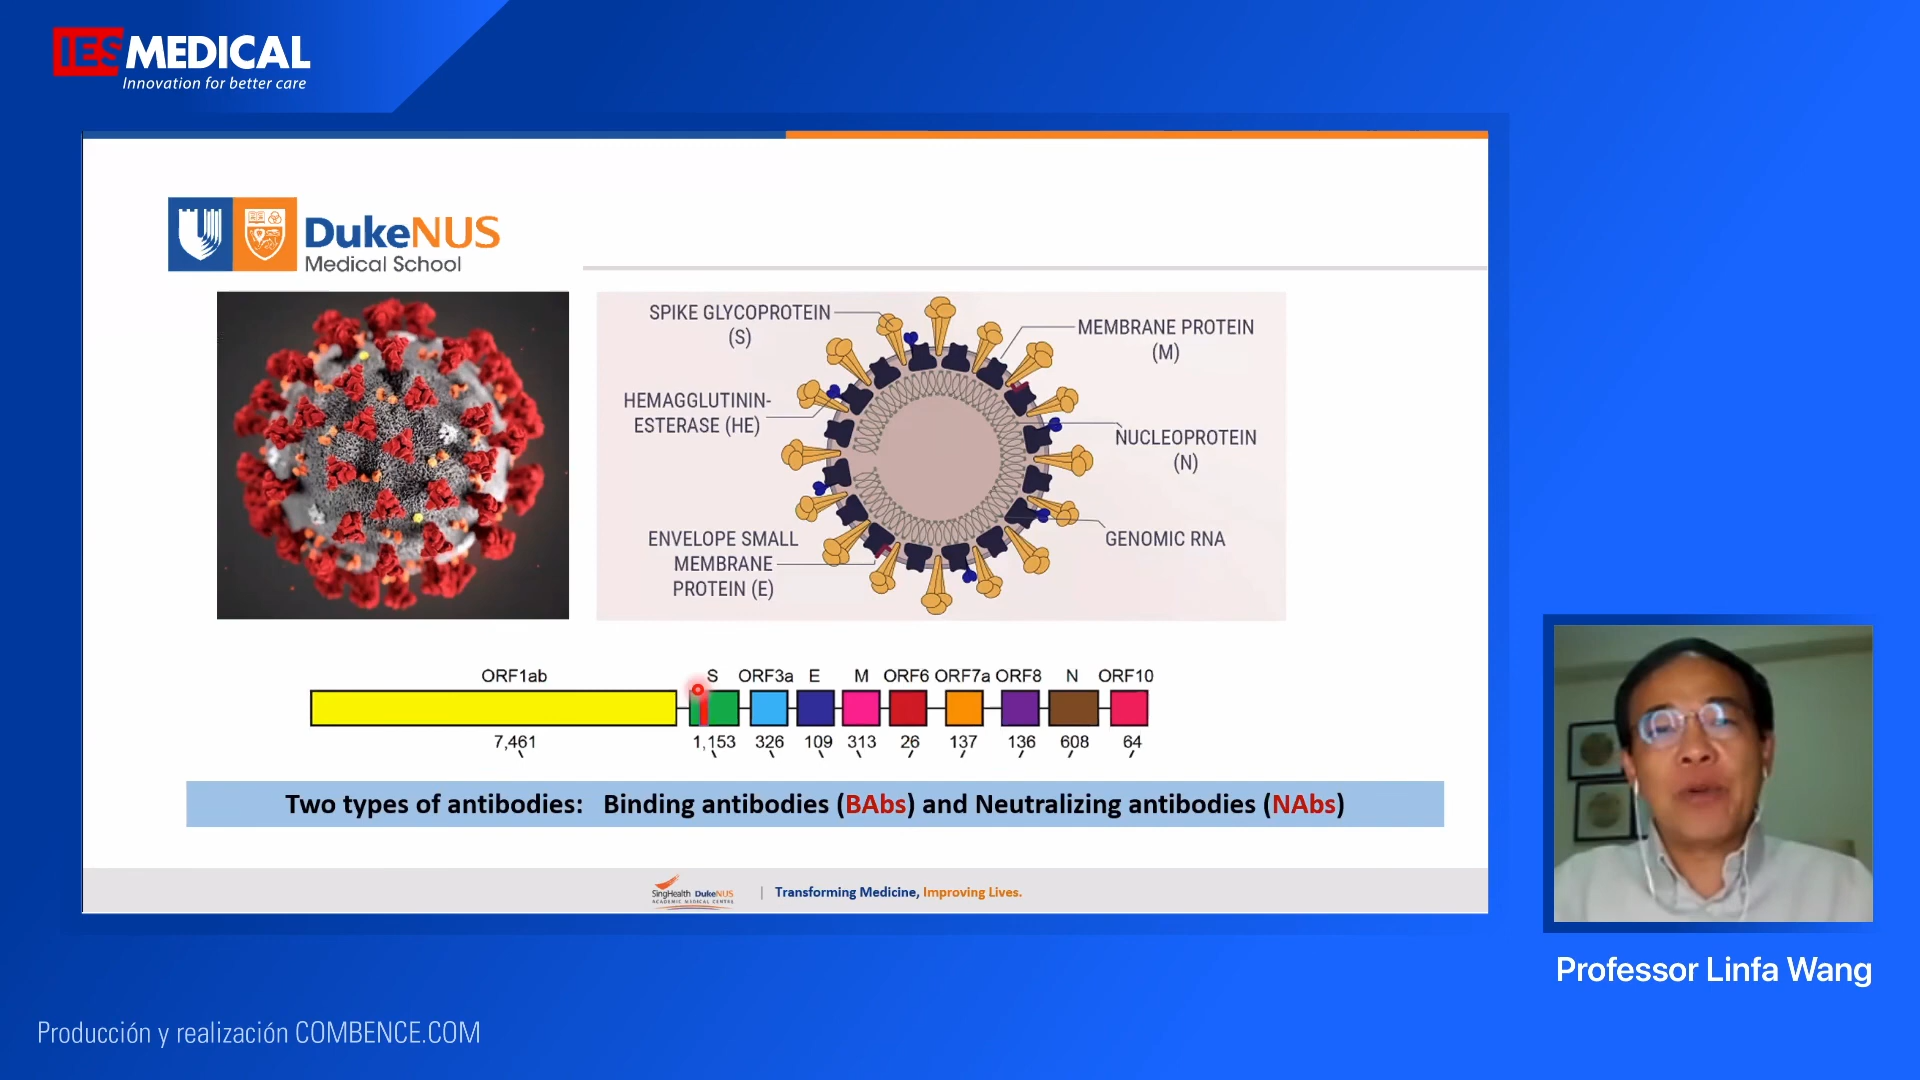 IES MEDICAL
Innovation for better care
DukeNUS
Medical School
SPIKE GLYCOPROTEIN
(S)
MEMBRANE PROTEIN
(M)
HEMAGGLUTININ-
ESTERASE (HE)
NUCLEOPROTEIN
(N)
ENVELOPE SMALL
MEMBRANE
PROTEIN (E)
GENOMIC RNA
ORF1ab S ORF3a E M ORF6 ORF7a ORF8 N ORF10
7,461 1,153 326 109 313 26 137 136 608 64
Two types of antibodies: Binding antibodies (BAbs) and Neutralizing antibodies (NAbs)
SingHealth DukeNUS
ACADEMIC MEDICAL CENTRE
Transforming Medicine, Improving Lives.
Professor Linfa Wang
Producción y realización COMBENCE.COM